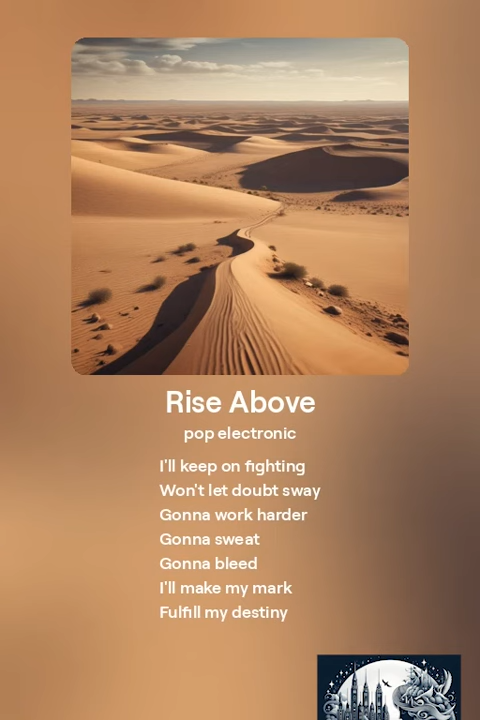 Rise Above
pop electronic
I'll keep on fighting
Won't let doubt sway
Gonna work harder
Gonna sweat
Gonna bleed
I'll make my mark
Fulfill my destiny